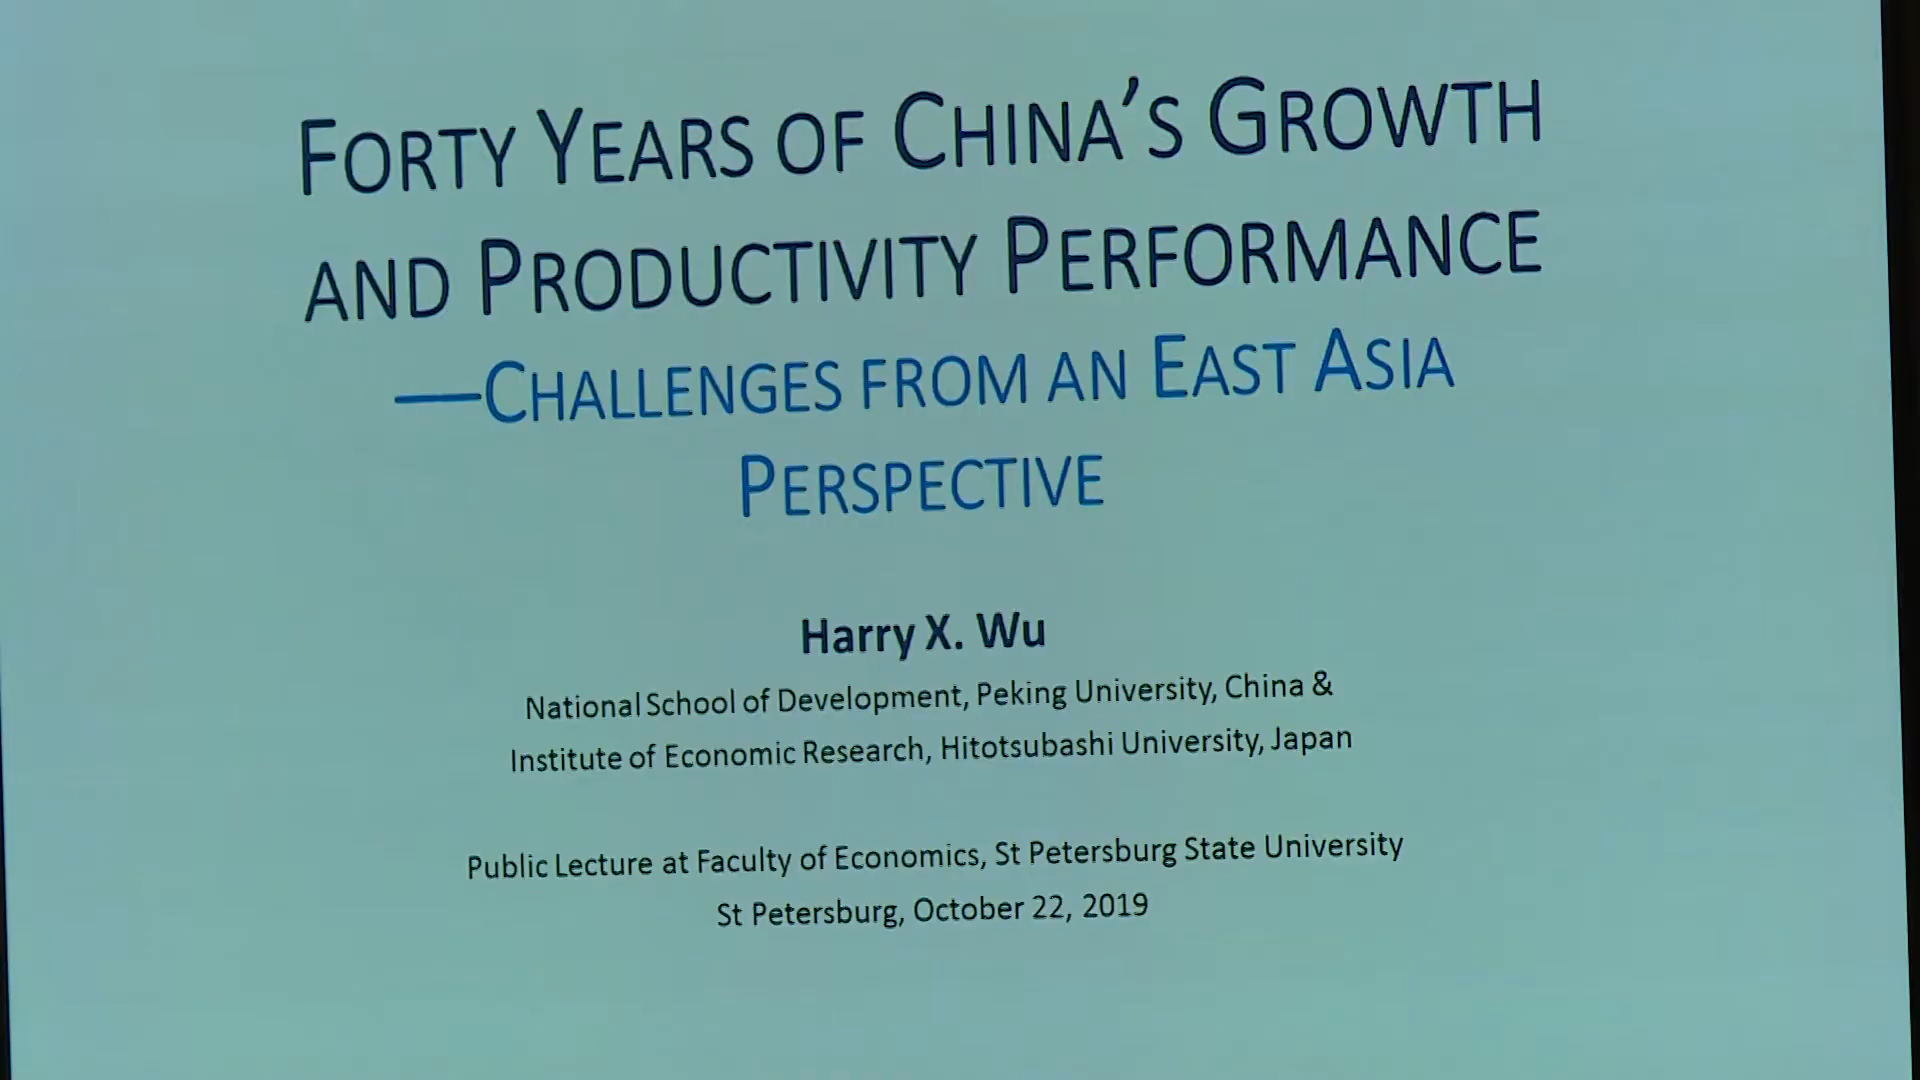 FORTY YEARS OF CHINA'S GROWTH
AND PRODUCTIVITY PERFORMANCE
—CHALLENGES FROM AN EAST ASIA
PERSPECTIVE
Harry X. Wu
National School of Development, Peking University, China &
Institute of Economic Research, Hitotsubashi University, Japan
Public Lecture at Faculty of Economics, St Petersburg State University
St Petersburg, October 22, 2019